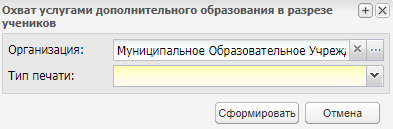 Охват услугами дополнительного образования в разрезе
учеников
Организация: Муниципальное Образовательное Учрежд
Тип печати:
Сформировать Отмена